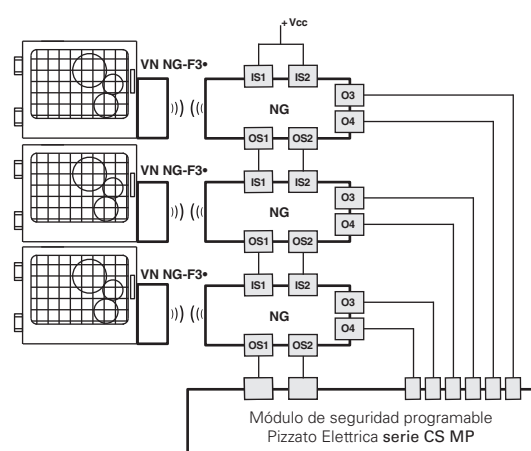 + Vcc
VN NG-F3•
IS1 IS2
O3
NG
O4
OS1 OS2
VN NG-F3•
IS1 IS2
O3
NG
O4
OS1 OS2
VN NG-F3•
IS1 IS2
O3
NG
O4
OS1 OS2
Módulo de seguridad programable
Pizzato Elettrica serie CS MP